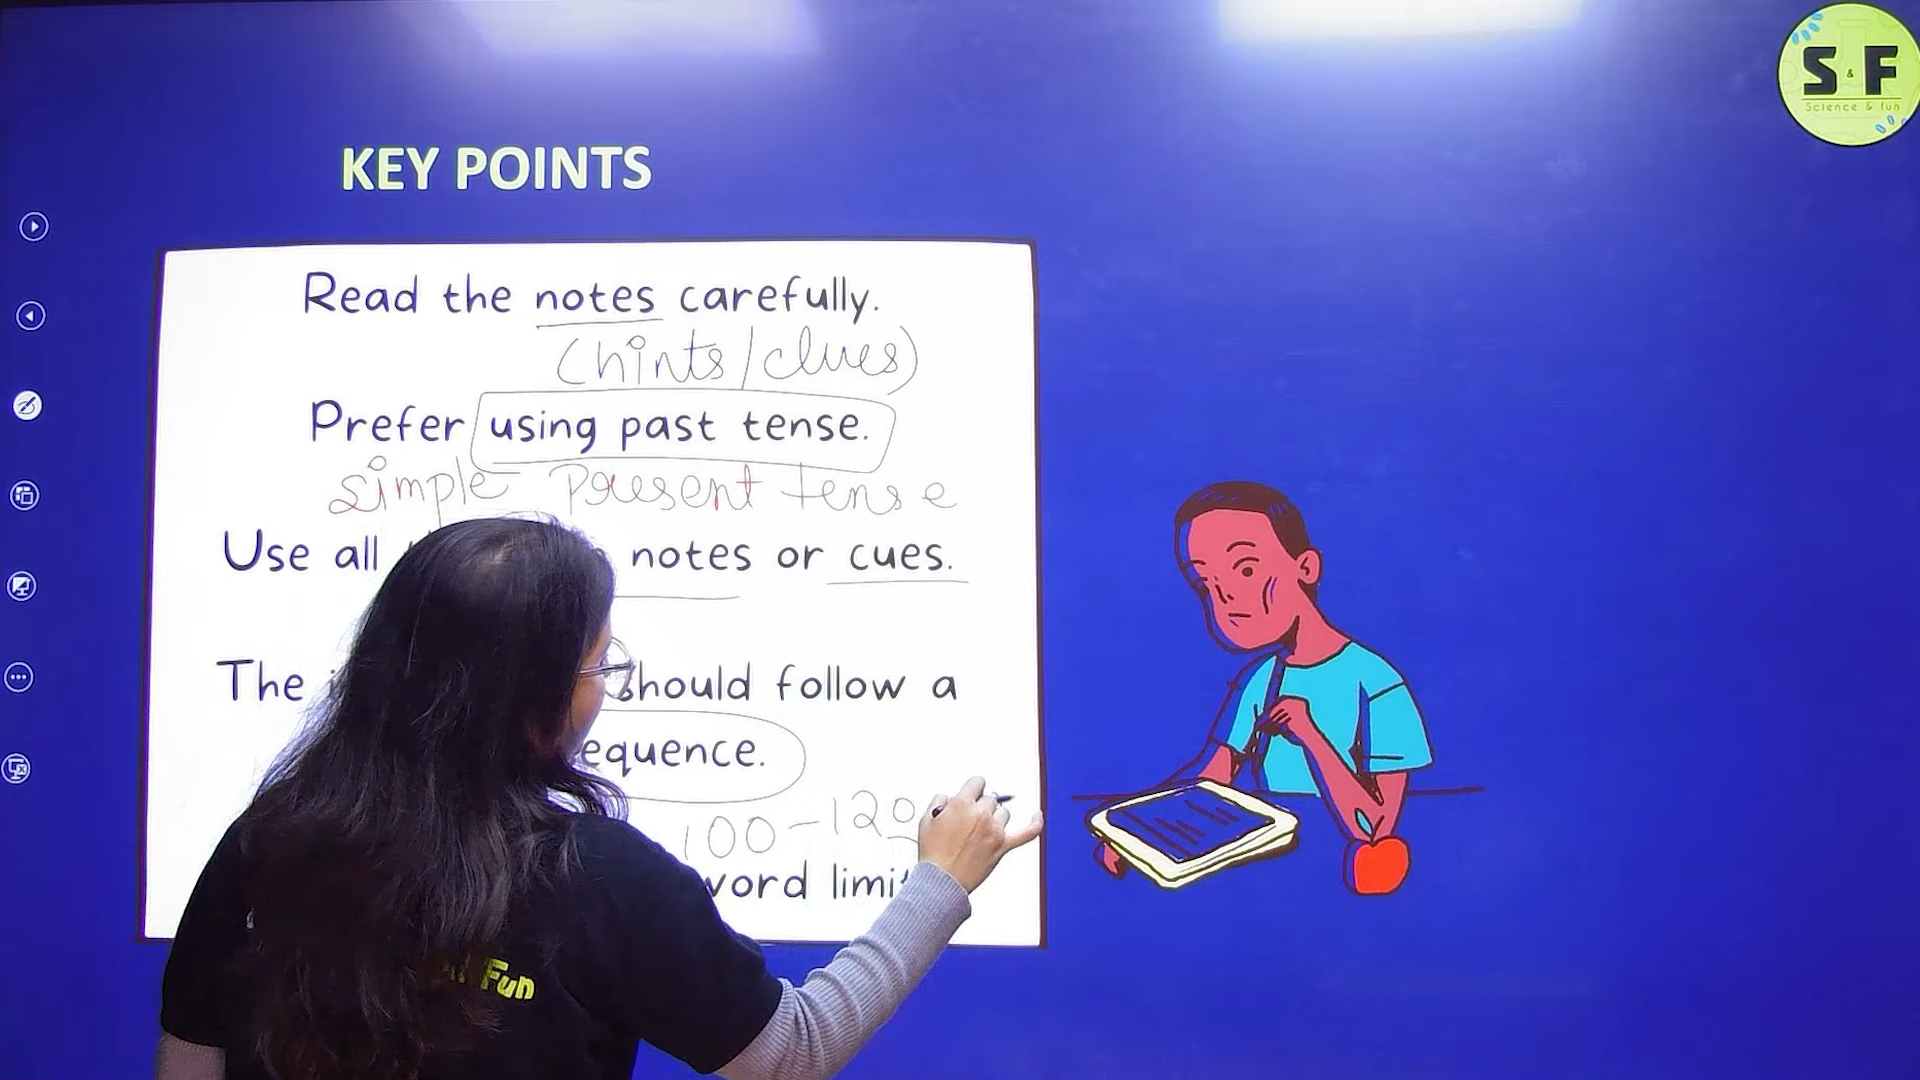 S & F
Science & fun
KEY POINTS
Read the notes carefully.
(hints/clues)
Prefer using past tense.
simple present tense
Use all notes or cues.
The should follow a
equence.
100-120
word limit
Fun